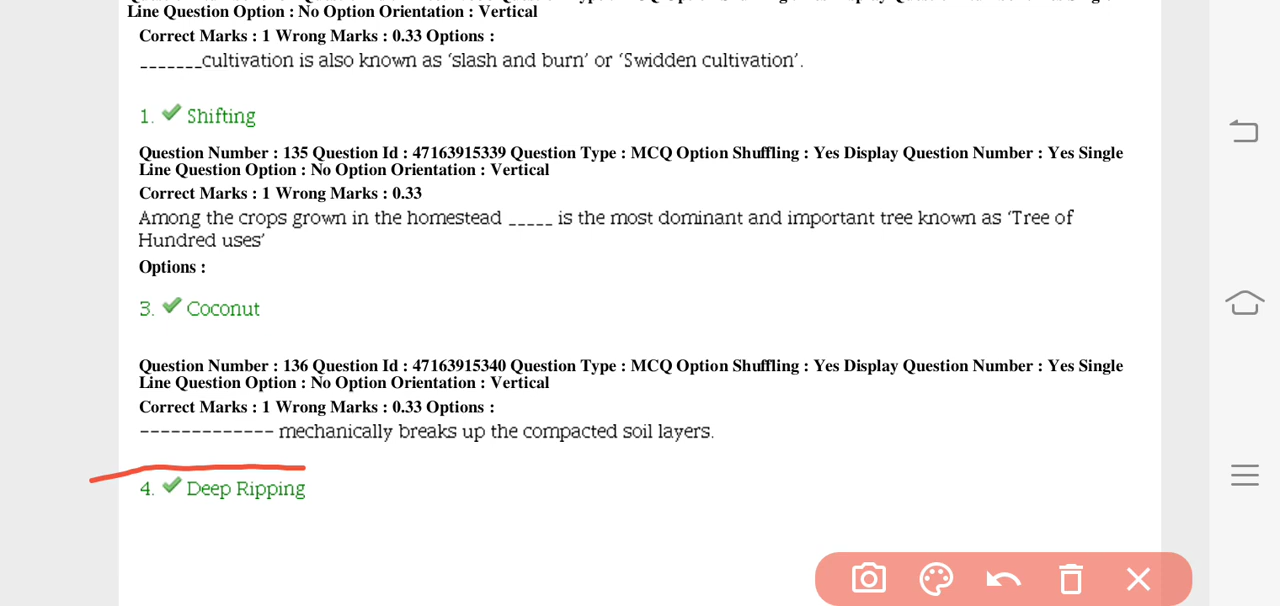 Line Question Option : No Option Orientation : Vertical
Correct Marks : 1 Wrong Marks : 0.33 Options :
_______cultivation is also known as ‘slash and burn’ or ‘Swidden cultivation’.
1. ✔ Shifting
Question Number : 135 Question Id : 47163915339 Question Type : MCQ Option Shuffling : Yes Display Question Number : Yes Single
Line Question Option : No Option Orientation : Vertical
Correct Marks : 1 Wrong Marks : 0.33
Among the crops grown in the homestead _____ is the most dominant and important tree known as ‘Tree of
Hundred uses’
Options :
3. ✔ Coconut
Question Number : 136 Question Id : 47163915340 Question Type : MCQ Option Shuffling : Yes Display Question Number : Yes Single
Line Question Option : No Option Orientation : Vertical
Correct Marks : 1 Wrong Marks : 0.33 Options :
------------- mechanically breaks up the compacted soil layers.
4. ✔ Deep Ripping